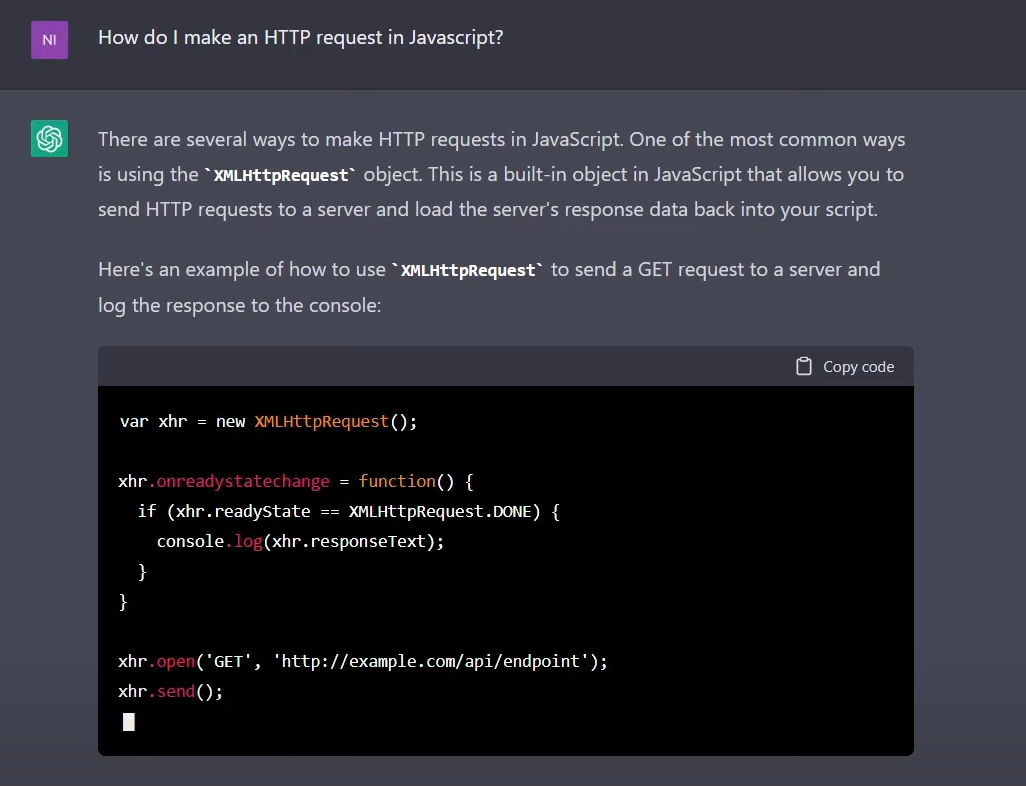 NI
How do I make an HTTP request in Javascript?
There are several ways to make HTTP requests in JavaScript. One of the most common ways
is using the `XMLHttpRequest` object. This is a built-in object in JavaScript that allows you to
send HTTP requests to a server and load the server's response data back into your script.
Here's an example of how to use `XMLHttpRequest` to send a GET request to a server and
log the response to the console:
Copy code
var xhr = new XMLHttpRequest();
xhr.onreadystatechange = function() {
  if (xhr.readyState == XMLHttpRequest.DONE) {
    console.log(xhr.responseText);
  }
}
xhr.open('GET', 'http://example.com/api/endpoint');
xhr.send();